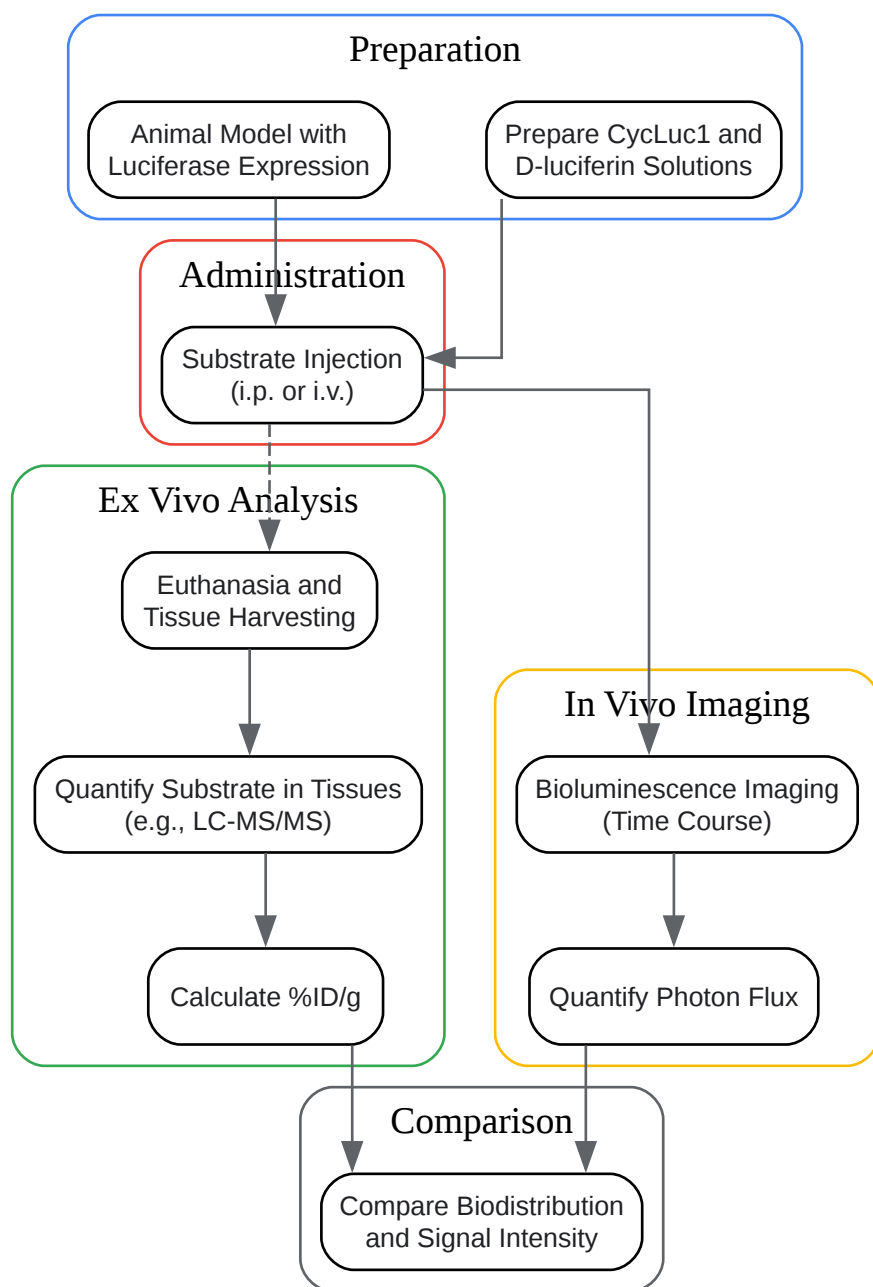 Preparation
Animal Model with
Luciferase Expression
Prepare CycLuc1 and
D-luciferin Solutions
Administration
Substrate Injection
(i.p. or i.v.)
Ex Vivo Analysis
Euthanasia and
Tissue Harvesting
Quantify Substrate in Tissues
(e.g., LC-MS/MS)
Calculate %ID/g
In Vivo Imaging
Bioluminescence Imaging
(Time Course)
Quantify Photon Flux
Comparison
Compare Biodistribution
and Signal Intensity